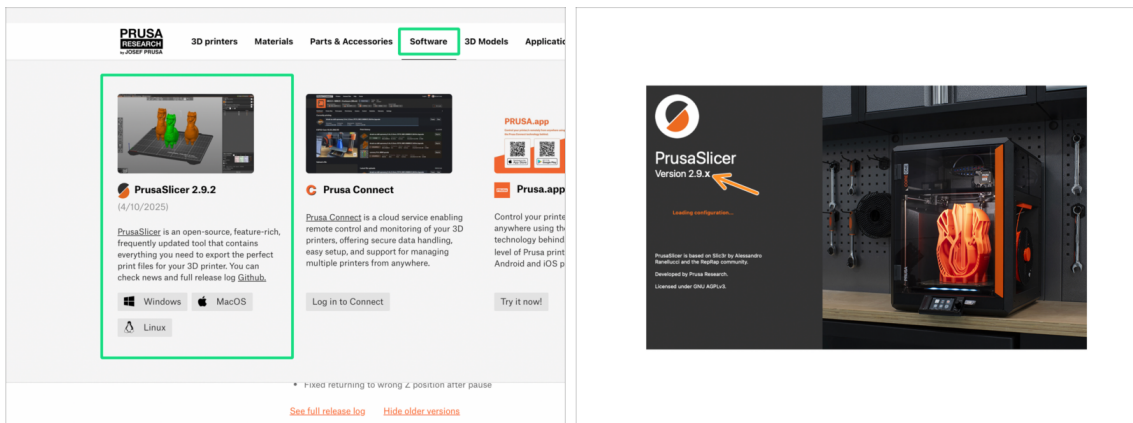 PRUSA
RESEARCH
by JOSEF PRUSA
3D printers
Materials
Parts & Accessories
Software
3D Models
Applicatio
PrusaSlicer 2.9.2
(4/10/2025)
PrusaSlicer is an open-source, feature-rich,
frequently updated tool that contains
everything you need to export the perfect
print files for your 3D printer. You can
check news and full release log Github.
Windows
MacOS
Linux
Prusa Connect
Prusa Connect is a cloud service enabling
remote control and monitoring of your 3D
printers, offering secure data handling,
easy setup, and support for managing
multiple printers from anywhere.
Log in to Connect
PRUSA.app
Prusa.app
Control your printe
anywhere using the
technology behind
level of Prusa print
Android and iOS p
Try it now!
Fixed returning to wrong Z position after pause
See full release log
Hide older versions
PrusaSlicer
Version 2.9.x
Loading configuration...
PrusaSlicer is based on Slic3r by Alessandro
Ranellucci and the RepRap community.
Developed by Prusa Research.
Licensed under GNU AGPLv3.